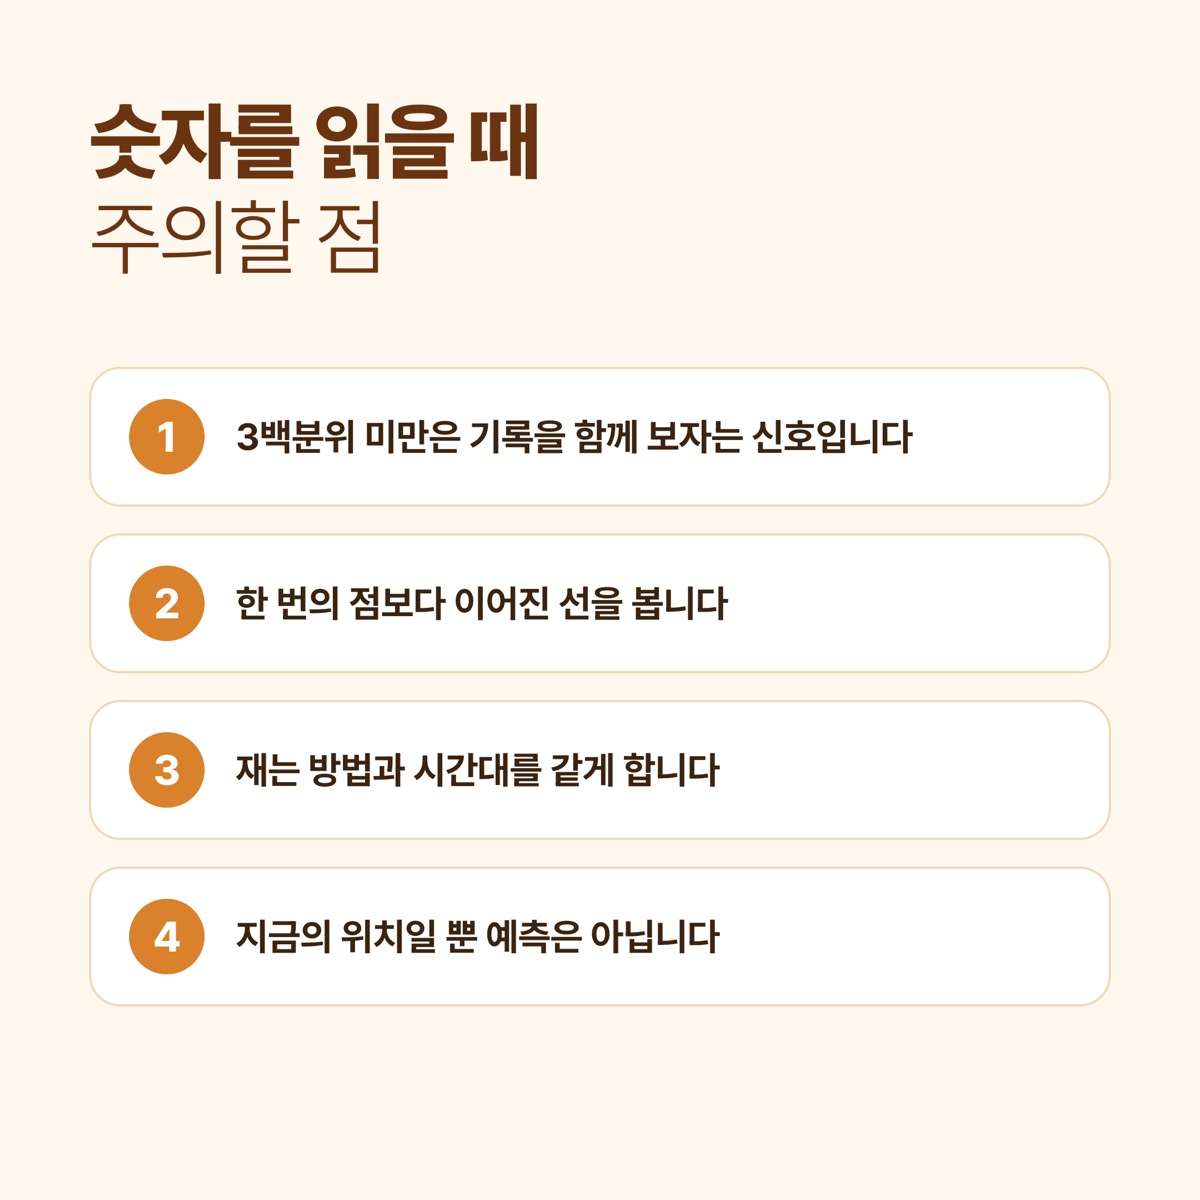 숫자를 읽을 때
주의할 점
1 3백분위 미만은 기록을 함께 보자는 신호입니다
2 한 번의 점보다 이어진 선을 봅니다
3 재는 방법과 시간대를 같게 합니다
4 지금의 위치일 뿐 예측은 아닙니다